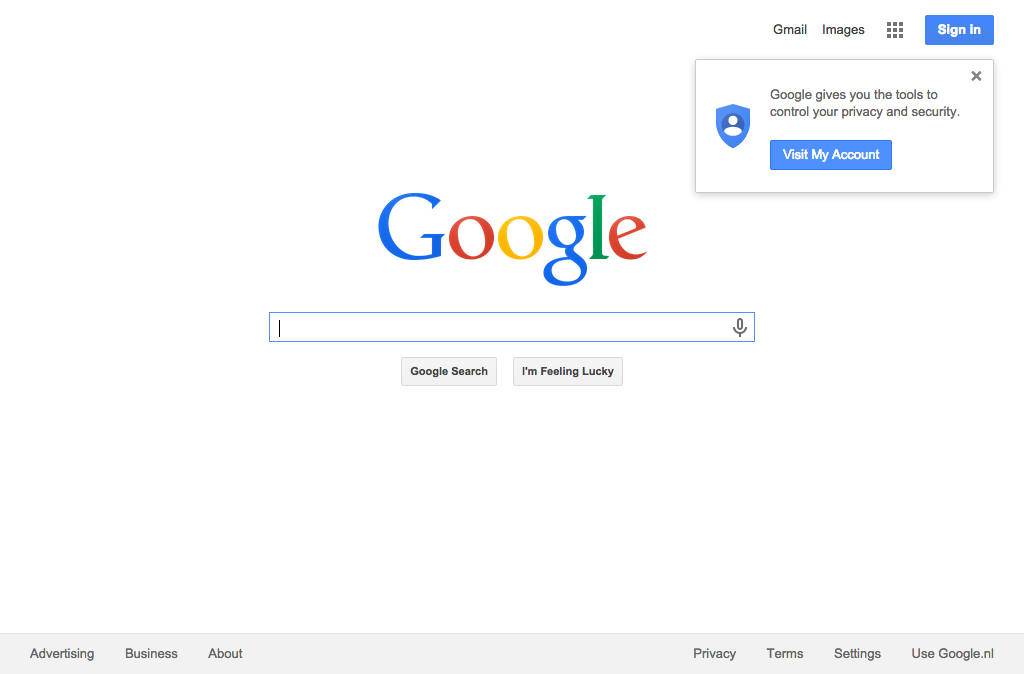 Gmail Images Sign in
Google gives you the tools to
control your privacy and security.
Visit My Account
Google
Google Search I'm Feeling Lucky
Advertising Business About Privacy Terms Settings Use Google.nl